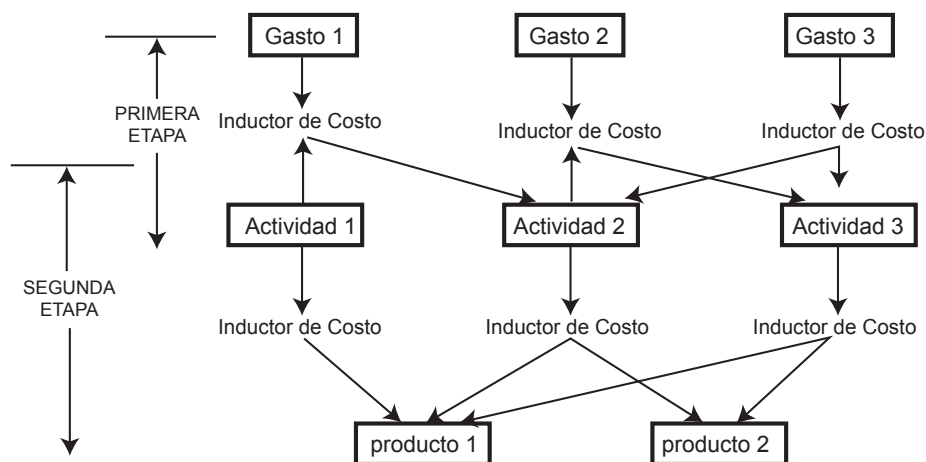 Gasto 1
Gasto 2
Gasto 3
PRIMERA
ETAPA
Inductor de Costo
Inductor de Costo
Inductor de Costo
Actividad 1
Actividad 2
Actividad 3
SEGUNDA
ETAPA
Inductor de Costo
Inductor de Costo
Inductor de Costo
producto 1
producto 2